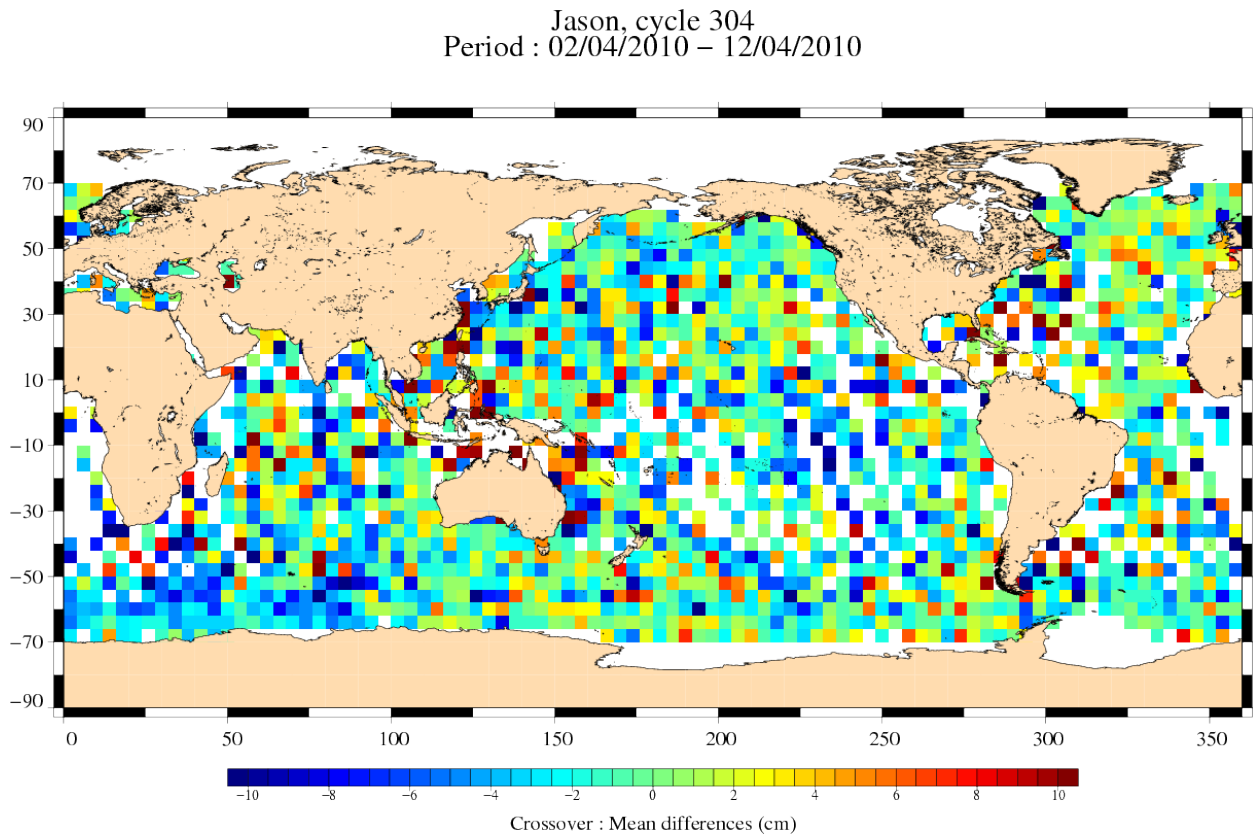 Jason, cycle 304
Period : 02/04/2010 − 12/04/2010
90
70
50
30
10
−10
−30
−50
−70
−90
0 50 100 150 200 250 300 350
−10 −8 −6 −4 −2 0 2 4 6 8 10
Crossover : Mean differences (cm)